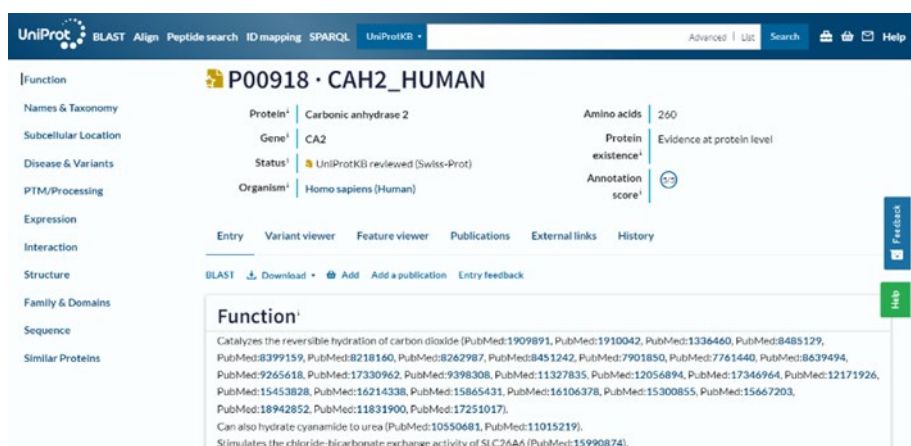 UniProt BLAST Align Peptide search ID mapping SPARQL UniProtKB Advanced | List Search Help
Function
Names & Taxonomy
Subcellular Location
Disease & Variants
PTM/Processing
Expression
Interaction
Structure
Family & Domains
Sequence
Similar Proteins
P00918 · CAH2_HUMAN
Protein Carbonic anhydrase 2
Gene CA2
Status UniProtKB reviewed (Swiss-Prot)
Organism Homo sapiens (Human)
Amino acids 260
Protein existence Evidence at protein level
Annotation score
Entry Variant viewer Feature viewer Publications External links History
BLAST Download Add Add a publication Entry feedback
Function
Catalyzes the reversible hydration of carbon dioxide (PubMed:1909891, PubMed:1910042, PubMed:1336460, PubMed:8485129,
PubMed:8399159, PubMed:8218160, PubMed:8262987, PubMed:8451242, PubMed:7901850, PubMed:7761440, PubMed:8639494,
PubMed:9265618, PubMed:17330962, PubMed:9398308, PubMed:11327835, PubMed:12056894, PubMed:17346964, PubMed:12171926,
PubMed:15453828, PubMed:16214338, PubMed:15865431, PubMed:16106378, PubMed:15300855, PubMed:15667203,
PubMed:18942852, PubMed:11831900, PubMed:17251017).
Can also hydrate cyanamide to urea (PubMed:10550681, PubMed:11015219).
Stimulates the chloride-bicarbonate exchange activity of SLC26A6 (PubMed:15990874).
Feedback
Help